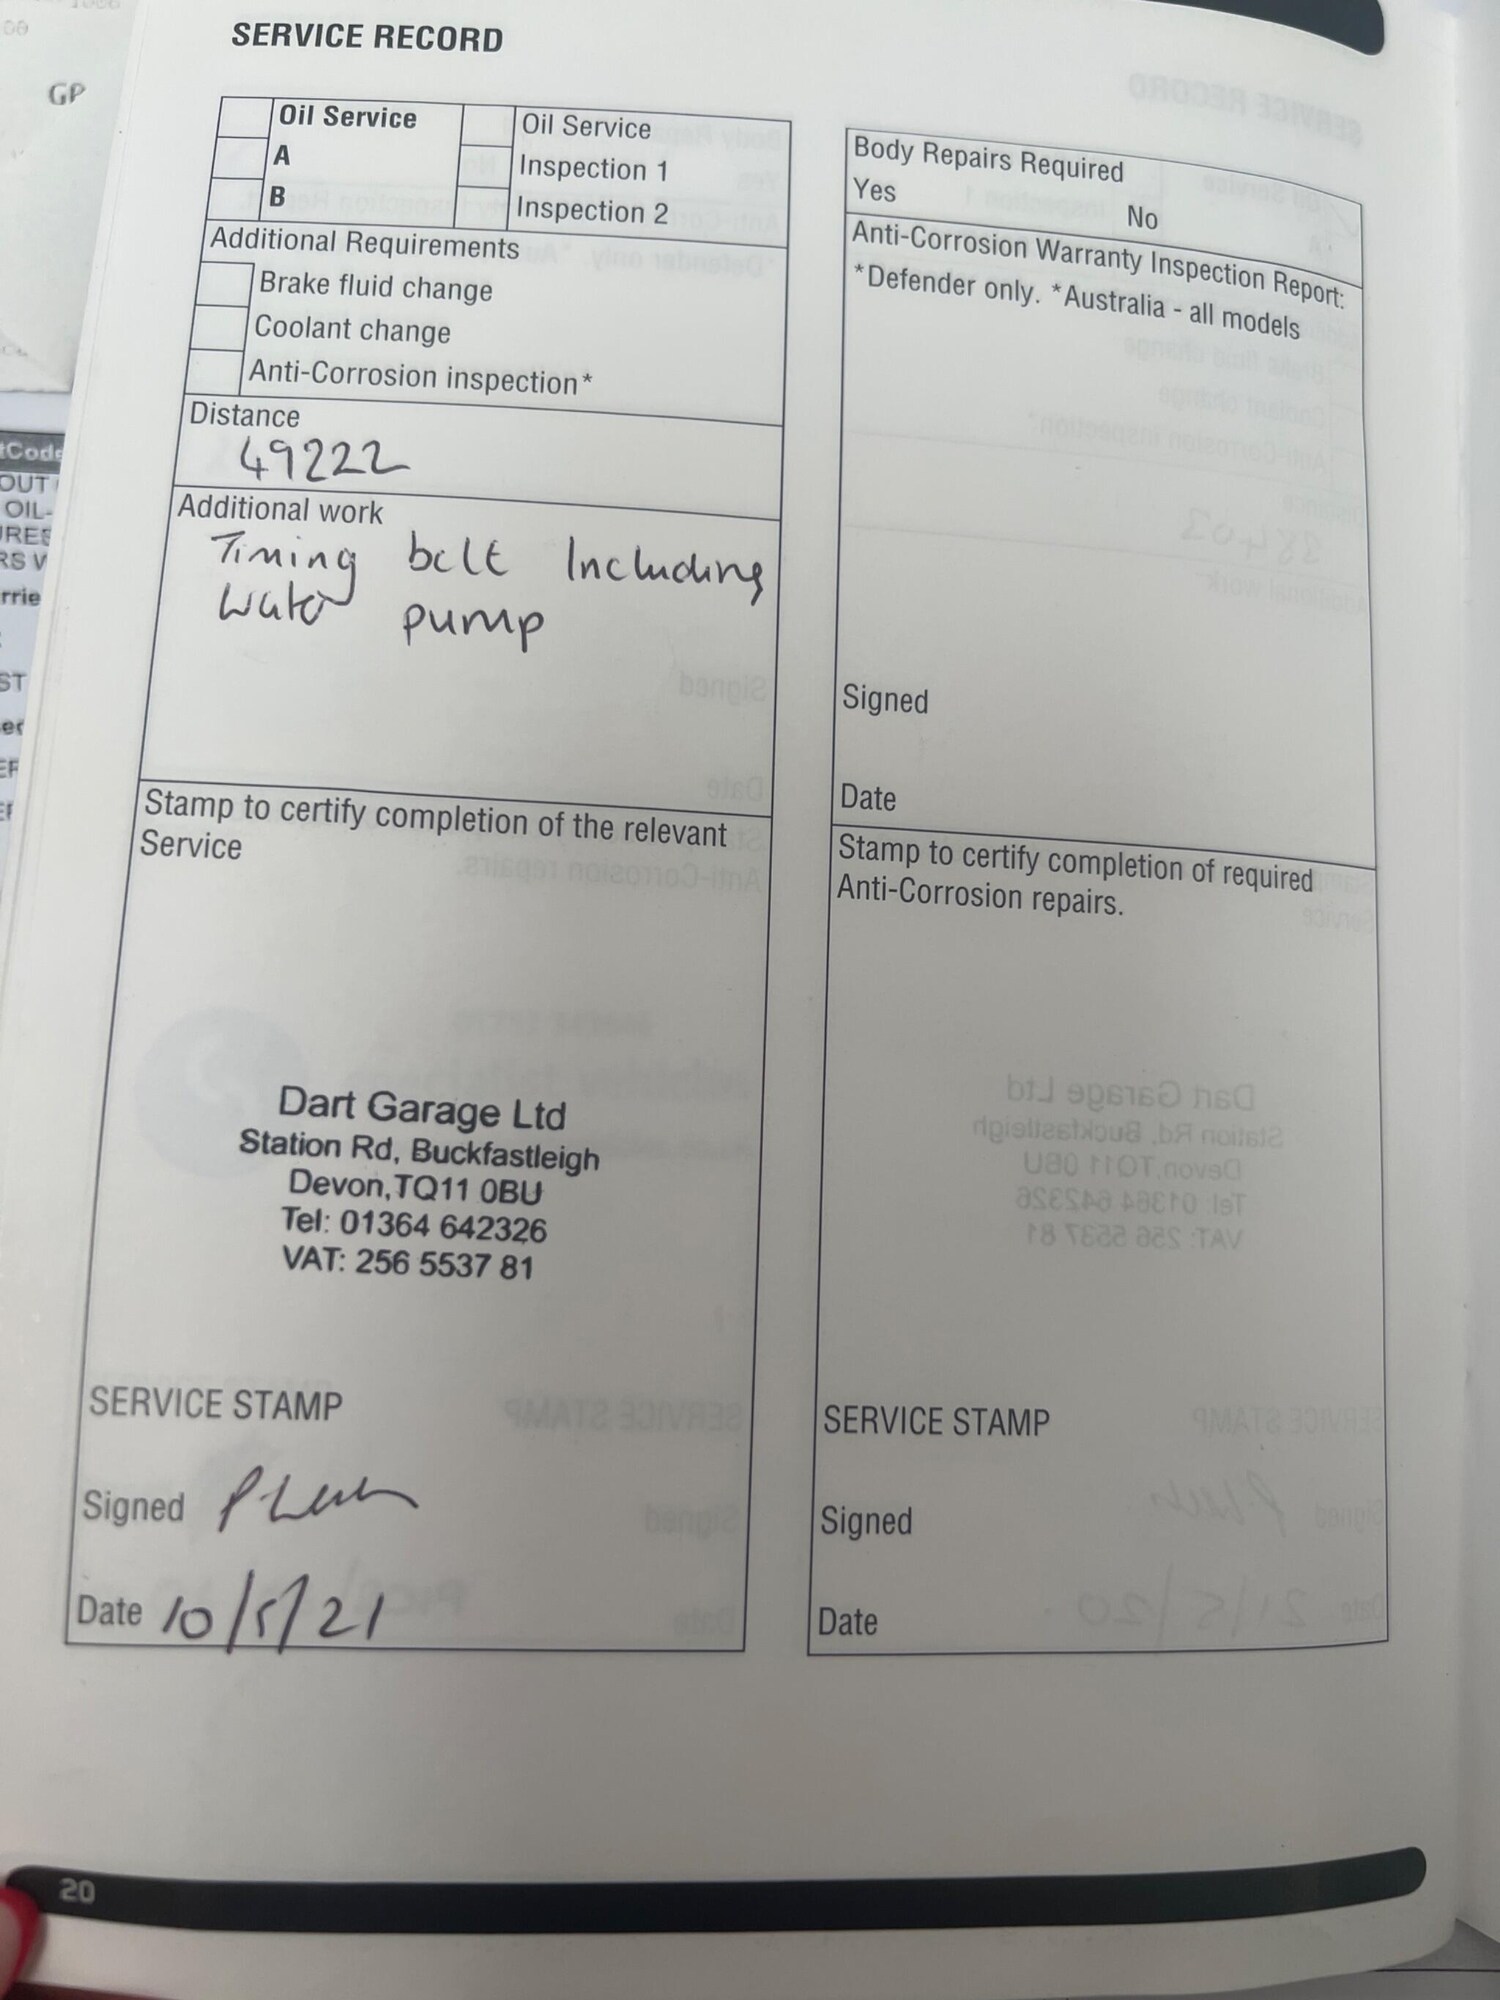 GP
SERVICE RECORD
Oil Service
A
B
Oil Service
Inspection 1
Inspection 2
Additional Requirements
Brake fluid change
Coolant change
Anti-Corrosion inspection*
Distance
49222
Additional work
Timing belt Including
Water pump
Stamp to certify completion of the relevant
Service
Dart Garage Ltd
Station Rd, Buckfastleigh
Devon,TQ11 0BU
Tel: 01364 642326
VAT: 256 5537 81
SERVICE STAMP
Signed
Date 10/5/21
Body Repairs Required
Yes
No
Anti-Corrosion Warranty Inspection Report:
*Defender only. *Australia - all models
Signed
Date
Stamp to certify completion of required
Anti-Corrosion repairs.
SERVICE STAMP
Signed
Date
20